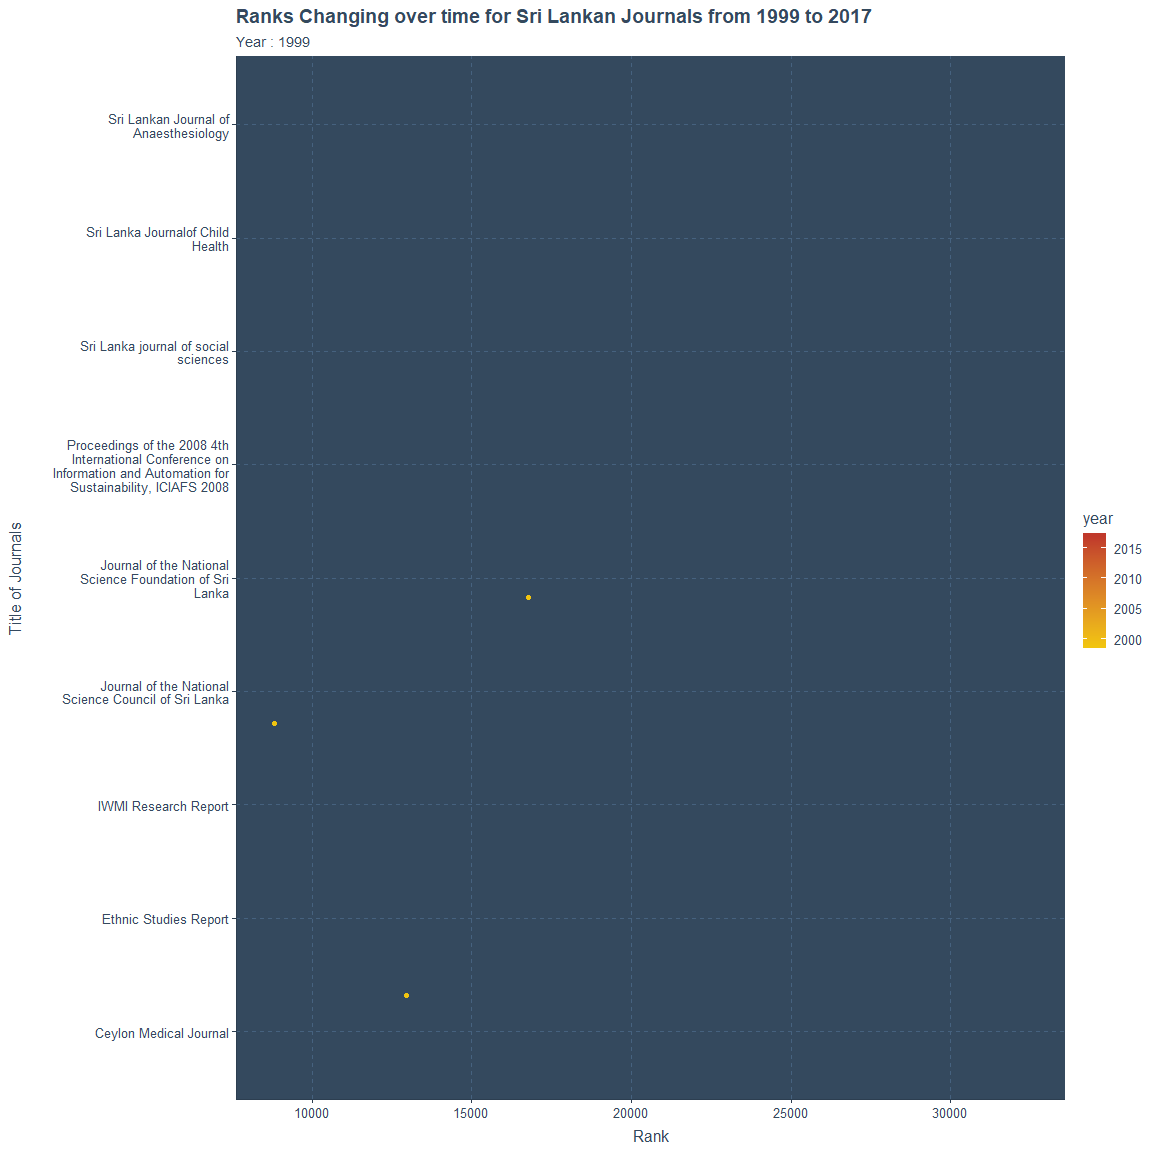 Ranks Changing over time for Sri Lankan Journals from 1999 to 2017
Year : 1999
Sri Lankan Journal of
Anaesthesiology
Sri Lanka Journalof Child
Health
Sri Lanka journal of social
sciences
Proceedings of the 2008 4th
International Conference on
Information and Automation for
Sustainability, ICIAFS 2008
Journal of the National
Science Foundation of Sri
Lanka
Journal of the National
Science Council of Sri Lanka
IWMI Research Report
Ethnic Studies Report
Ceylon Medical Journal
Title of Journals
10000
15000
20000
25000
30000
Rank
year
2015
2010
2005
2000